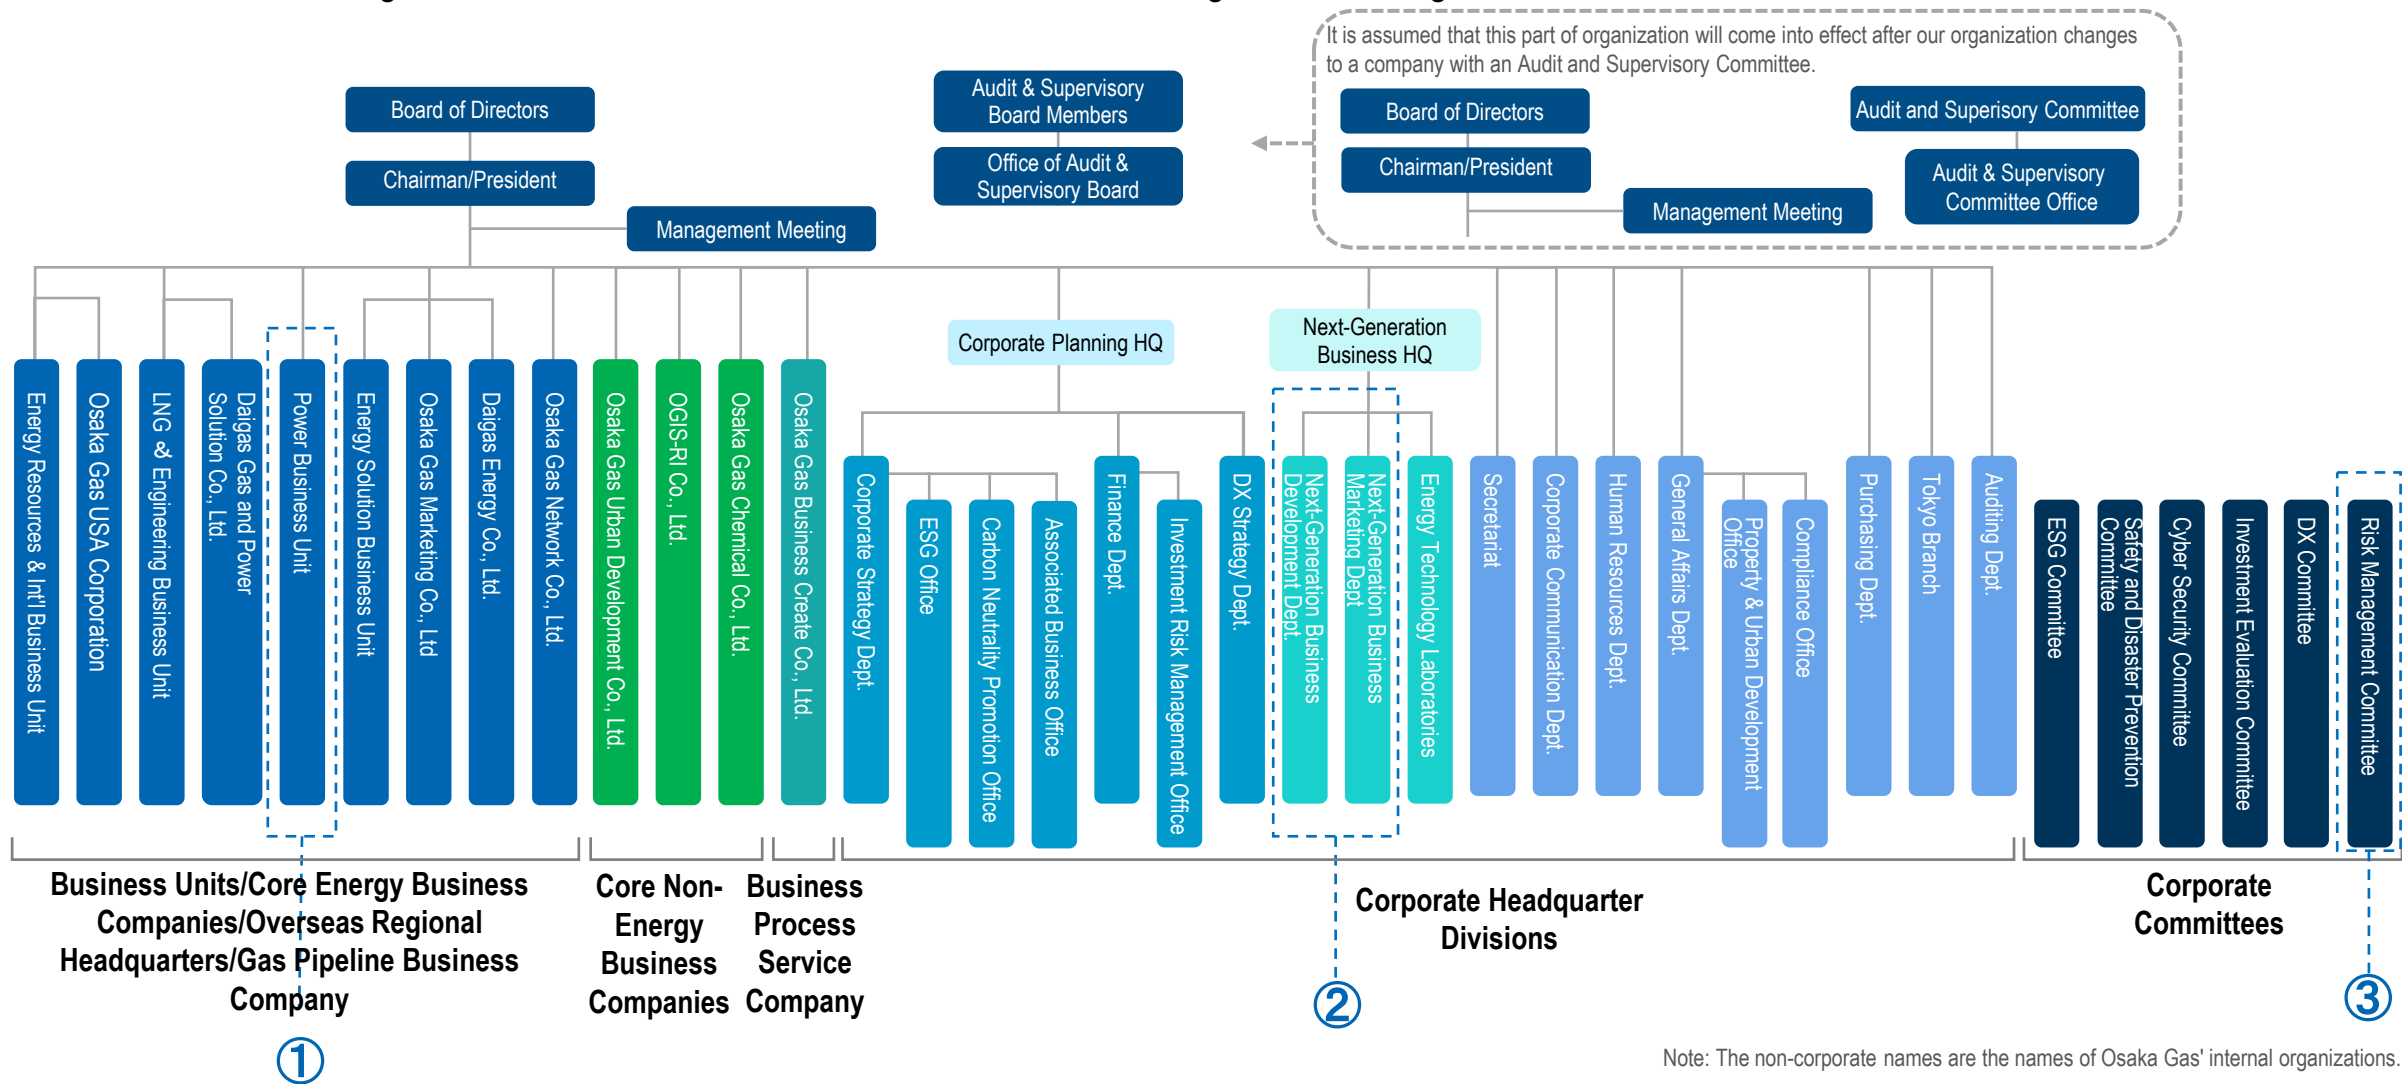 It is assumed that this part of organization will come into effect after our organization changes
to a company with an Audit and Supervisory Committee.
Board of Directors
Chairman/President
Management Meeting
Audit & Supervisory
Board Members
Office of Audit &
Supervisory Board
Board of Directors
Chairman/President
Management Meeting
Audit and Superisory Committee
Audit & Supervisory
Committee Office
Corporate Planning HQ
Next-Generation
Business HQ
Energy Resources & Int'l Business Unit
Osaka Gas USA Corporation
LNG & Engineering Business Unit
Daigas Gas and Power
Solution Co., Ltd.
Power Business Unit
Energy Solution Business Unit
Osaka Gas Marketing Co., Ltd
Daigas Energy Co., Ltd.
Osaka Gas Network Co., Ltd.
Osaka Gas Urban Development Co., Ltd.
OGIS-RI Co., Ltd.
Osaka Gas Chemical Co., Ltd.
Osaka Gas Business Create Co., Ltd.
Corporate Strategy Dept.
ESG Office
Carbon Neutrality Promotion Office
Associated Business Office
Finance Dept.
Investment Risk Management Office
DX Strategy Dept.
Next-Generation Business
Development Dept.
Next-Generation Business
Marketing Dept
Energy Technology Laboratories
Secretariat
Corporate Communication Dept.
Human Resources Dept.
General Affairs Dept.
Property & Urban Development
Office
Compliance Office
Purchasing Dept.
Tokyo Branch
Auditing Dept.
ESG Committee
Safety and Disaster Prevention
Committee
Cyber Security Committee
Investment Evaluation Committee
DX Committee
Risk Management Committee
Business Units/Core Energy Business
Companies/Overseas Regional
Headquarters/Gas Pipeline Business
Company
Core Non-
Energy
Business
Companies
Business
Process
Service
Company
Corporate Headquarter
Divisions
Corporate
Committees
①
②
③
Note: The non-corporate names are the names of Osaka Gas' internal organizations.